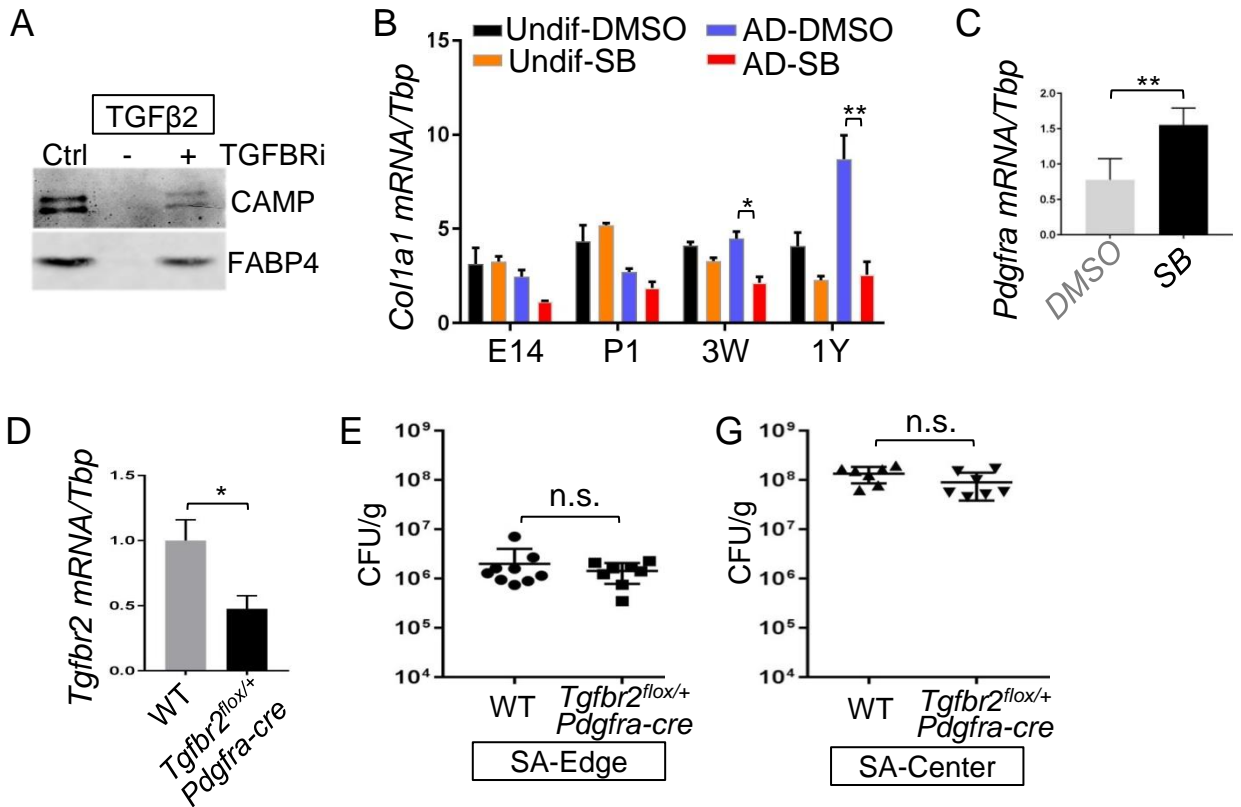 A
TGFβ2
Ctrl - + TGFBRi
CAMP
FABP4
B
Undif-DMSO AD-DMSO
Undif-SB AD-SB
Col1a1 mRNA/Tbp
15
10
5
0
* **
E14 P1 3W 1Y
C
Pdgfra mRNA/Tbp
2.0
1.5
1.0
0.5
0.0
**
DMSO SB
D
Tgfbr2 mRNA/Tbp
1.5
1.0
0.5
0.0
*
WT
Tgfbr2flox/+
Pdgfra-cre
E
CFU/g
10⁹
10⁸
10⁷
10⁶
10⁵
10⁴
n.s.
WT Tgfbr2flox/+
Pdgfra-cre
SA-Edge
G
CFU/g
10⁹
10⁸
10⁷
10⁶
10⁵
10⁴
n.s.
WT Tgfbr2flox/+
Pdgfra-cre
SA-Center